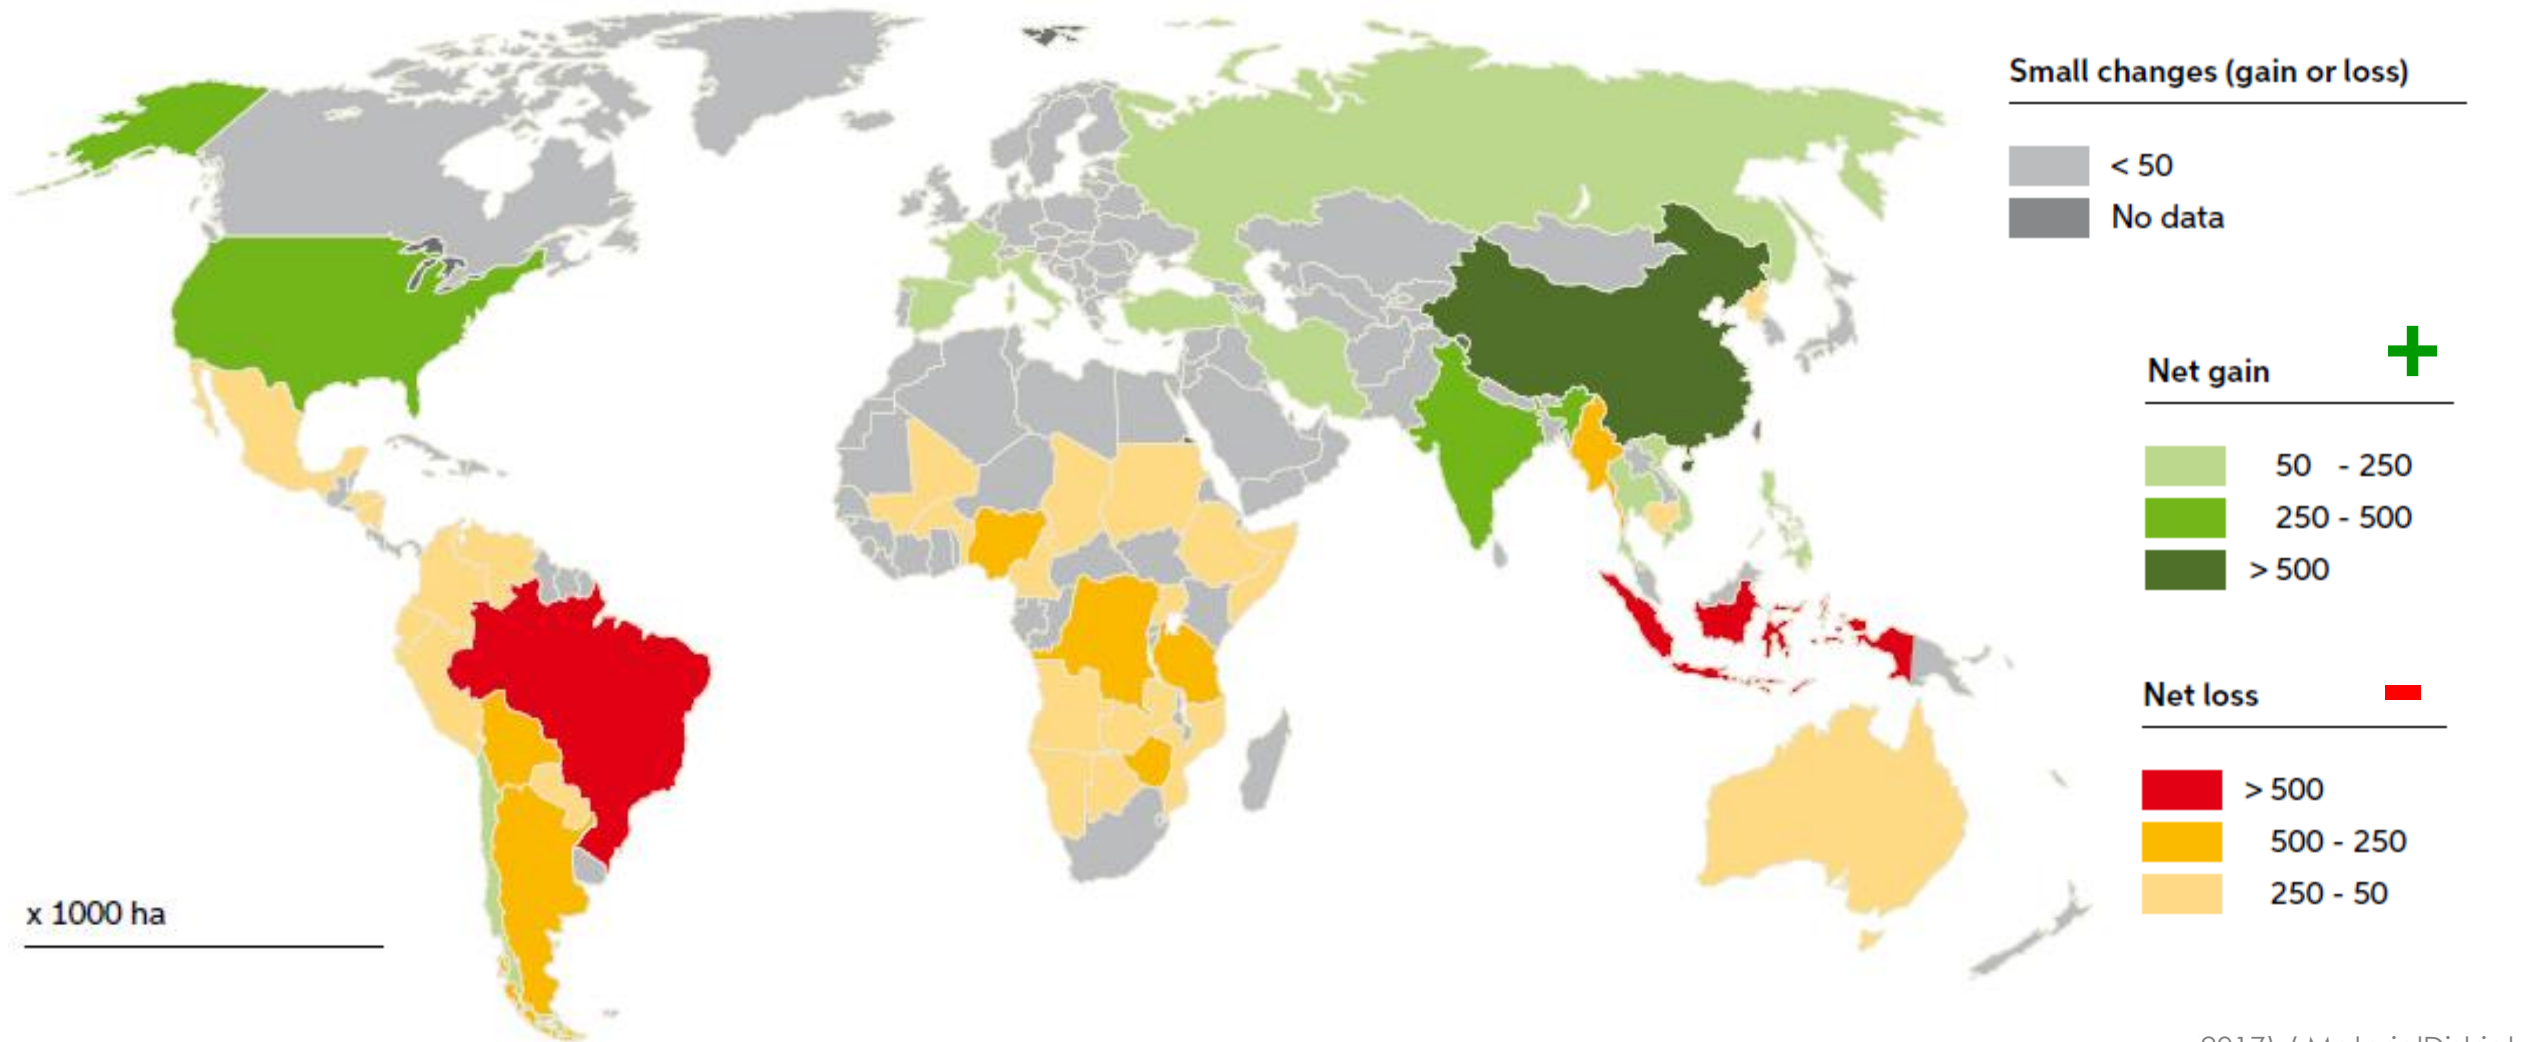 Small changes (gain or loss)
< 50
No data
Net gain
50 - 250
250 - 500
> 500
Net loss
> 500
500 - 250
250 - 50
x 1000 ha